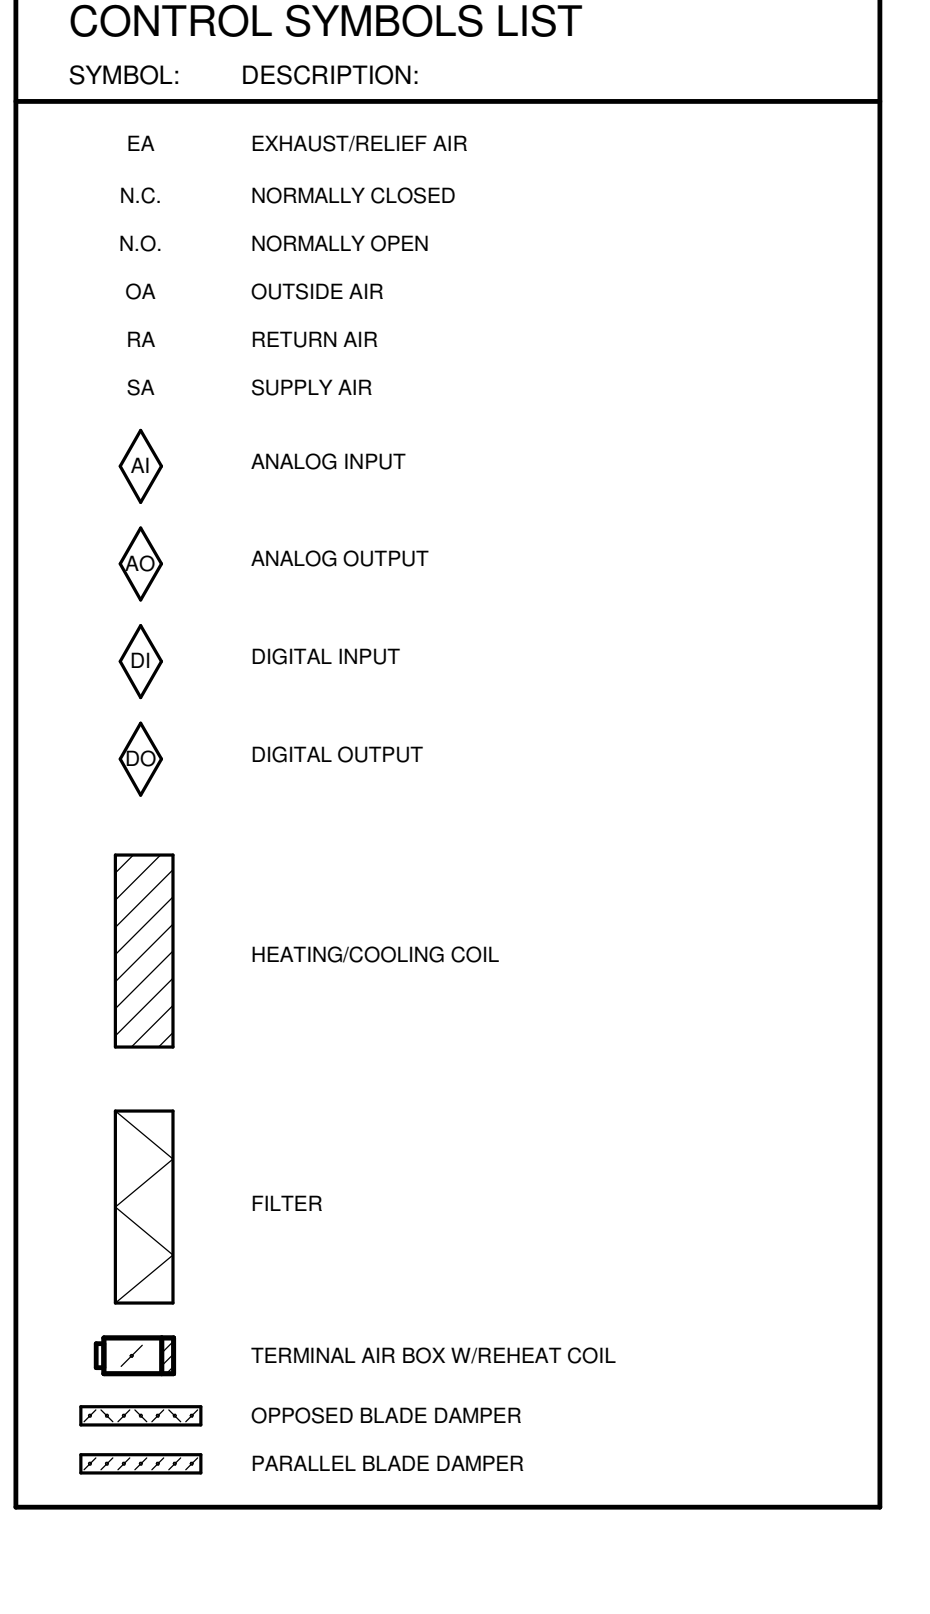 CONTROL SYMBOLS LIST
SYMBOL: DESCRIPTION:
EA EXHAUST/RELIEF AIR
N.C. NORMALLY CLOSED
N.O. NORMALLY OPEN
OA OUTSIDE AIR
RA RETURN AIR
SA SUPPLY AIR
AI ANALOG INPUT
AO ANALOG OUTPUT
DI DIGITAL INPUT
DO DIGITAL OUTPUT
HEATING/COOLING COIL
FILTER
TERMINAL AIR BOX W/REHEAT COIL
OPPOSED BLADE DAMPER
PARALLEL BLADE DAMPER